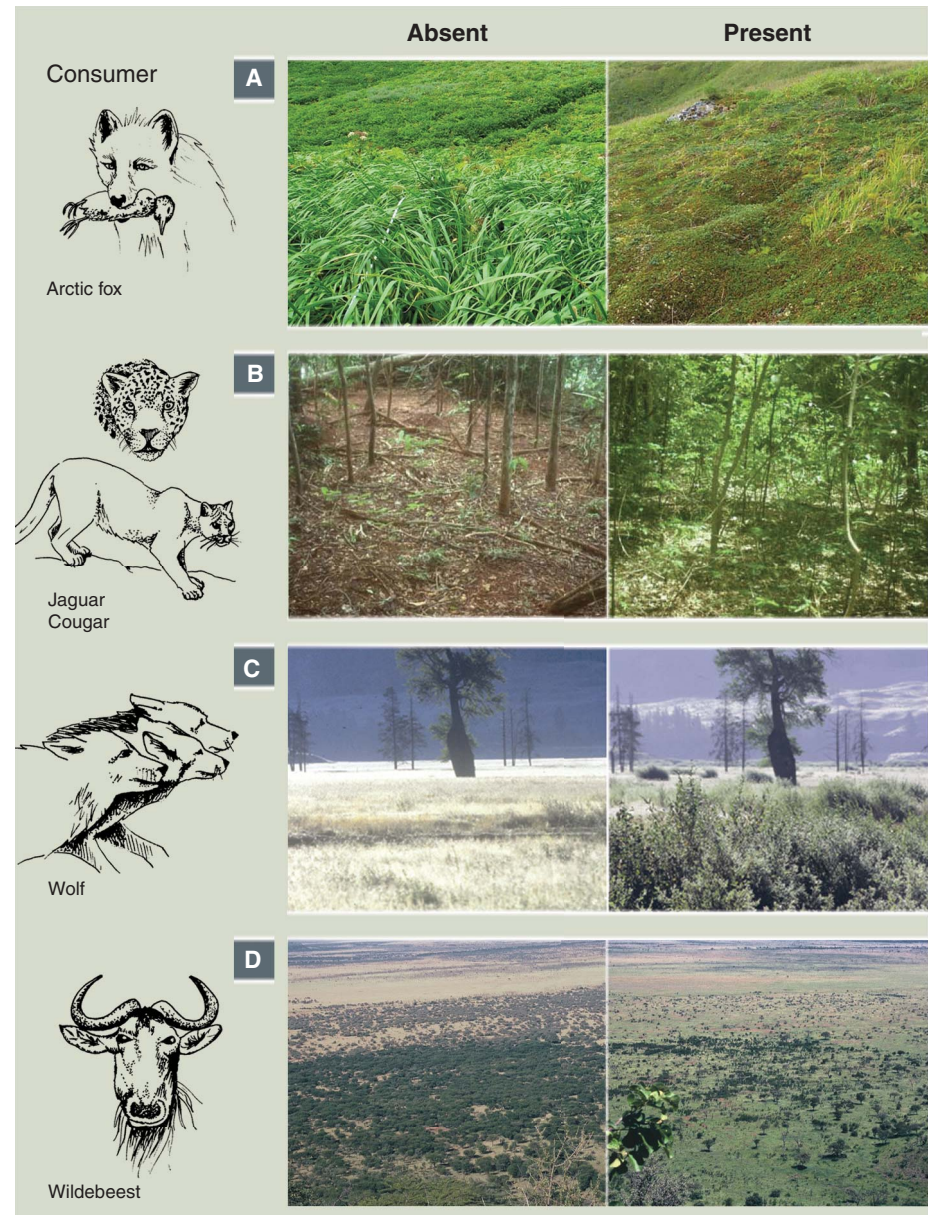 Absent
Present
Consumer
A
Arctic fox
B
Jaguar
Cougar
C
Wolf
D
Wildebeest